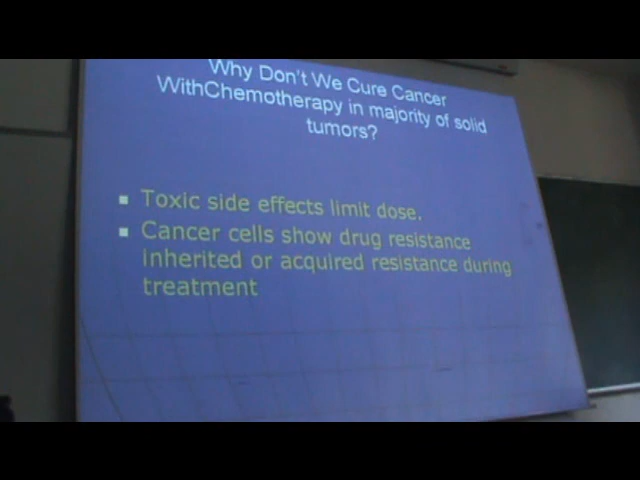 Why Don't We Cure Cancer
WithChemotherapy in majority of solid
tumors?
Toxic side effects limit dose.
Cancer cells show drug resistance
inherited or acquired resistance during
treatment